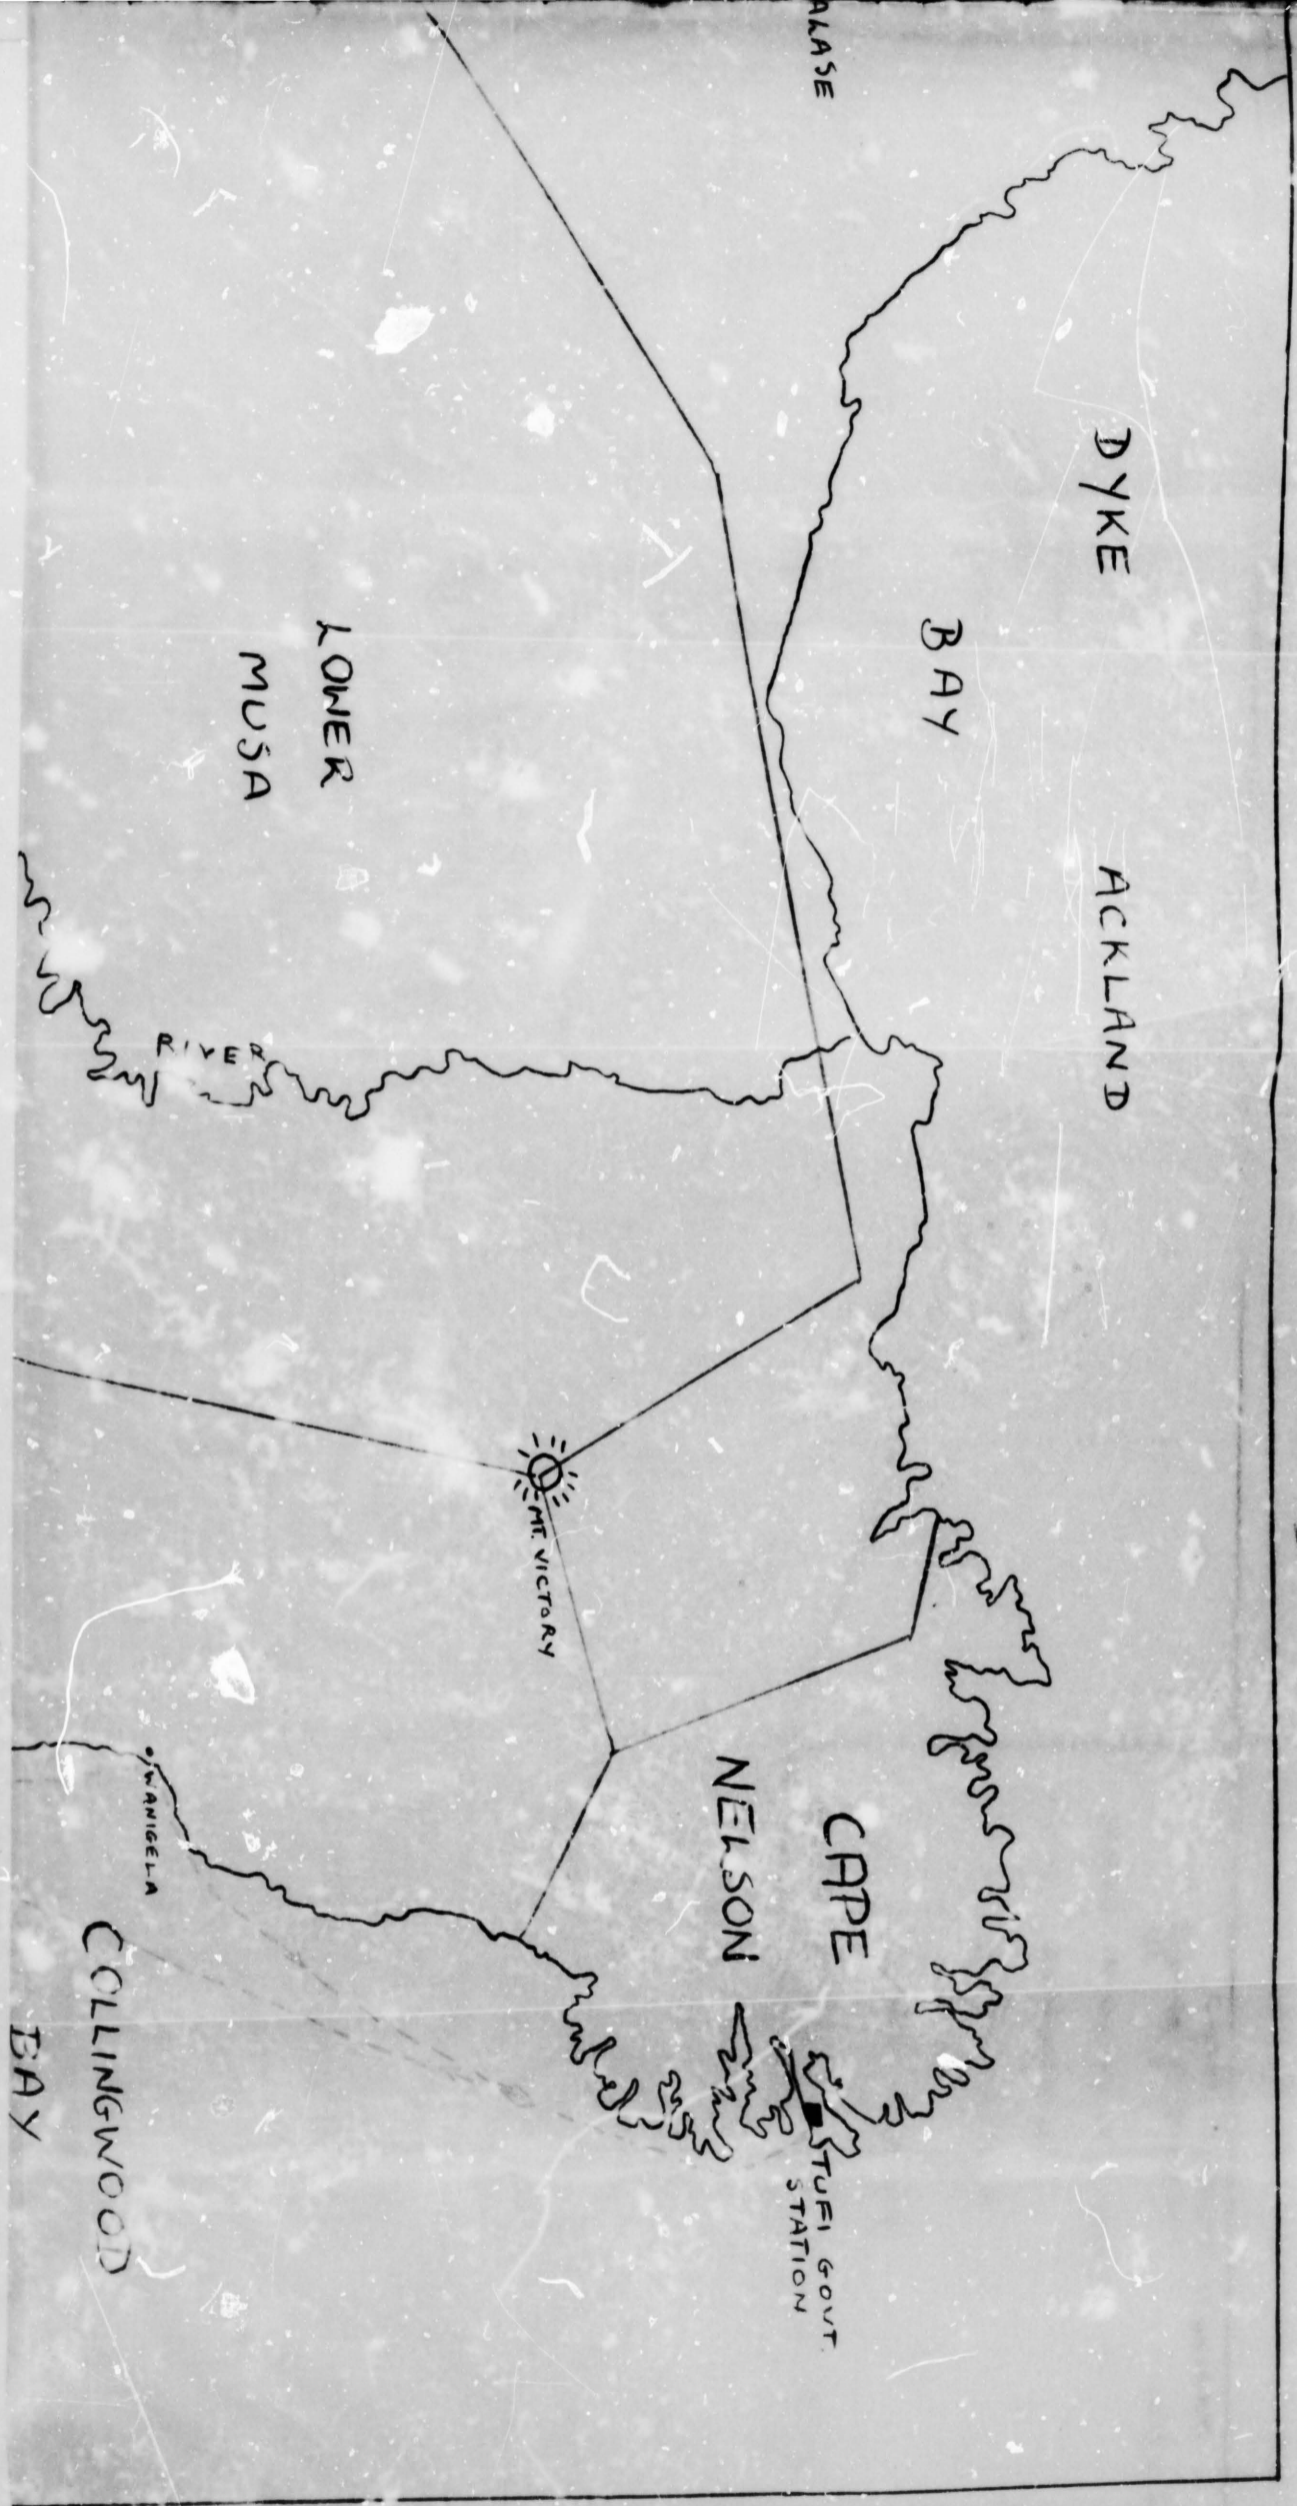 DYKE ACKLAND
BAY
ALASE
LOWER
MUSA
RIVER
MT. VICTORY
CAPE
NELSON
TUFI GOVT.
STATION
WANIGELA
COLLINGWOOD
BAY